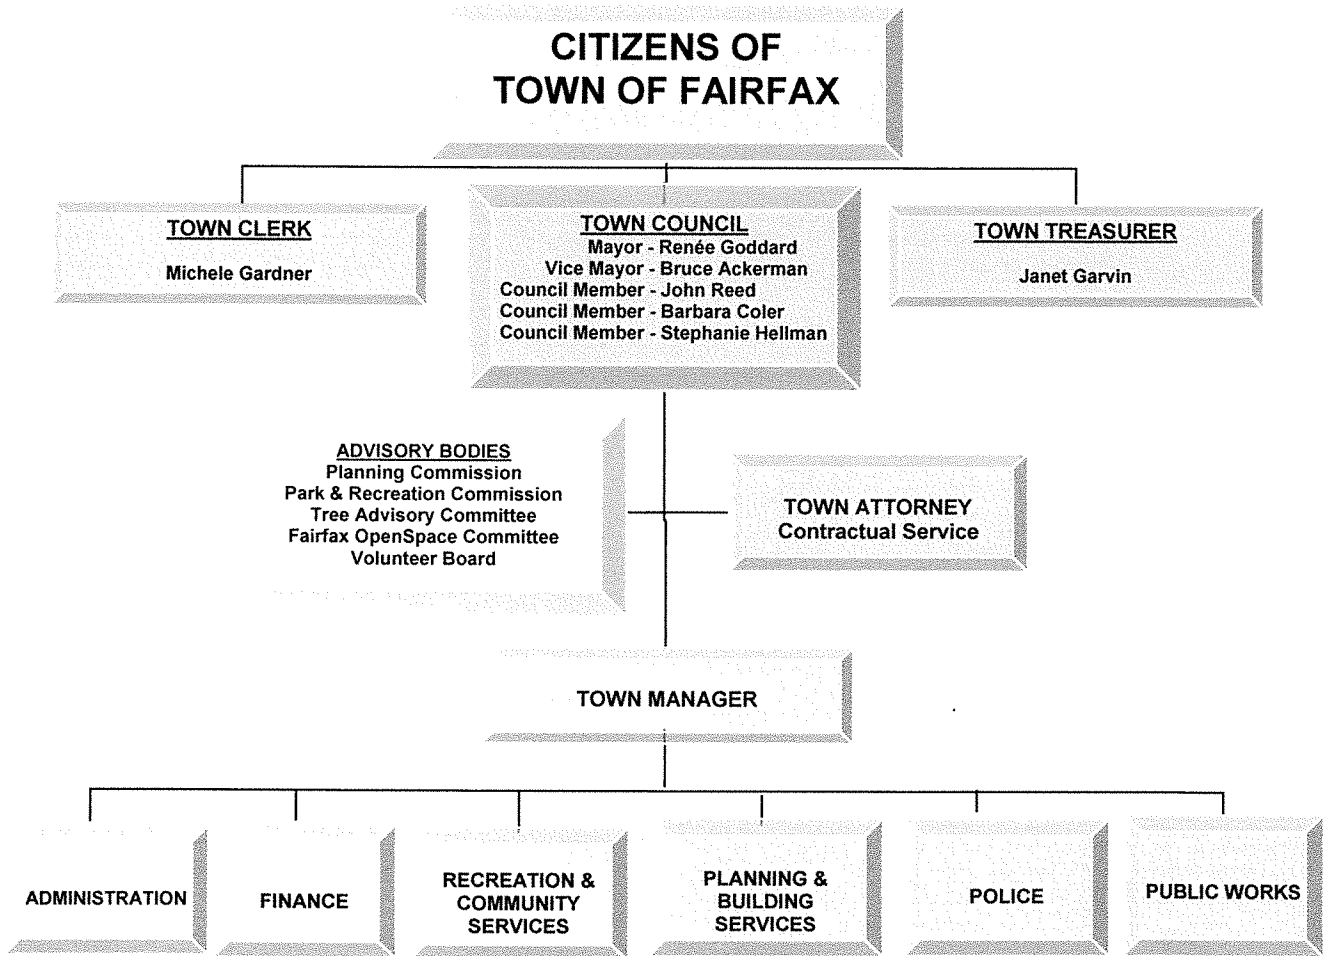 CITIZENS OF
TOWN OF FAIRFAX
TOWN CLERK
Michele Gardner
TOWN COUNCIL
Mayor - Renée Goddard
Vice Mayor - Bruce Ackerman
Council Member - John Reed
Council Member - Barbara Coler
Council Member - Stephanie Hellman
TOWN TREASURER
Janet Garvin
ADVISORY BODIES
Planning Commission
Park & Recreation Commission
Tree Advisory Committee
Fairfax OpenSpace Committee
Volunteer Board
TOWN ATTORNEY
Contractual Service
TOWN MANAGER
ADMINISTRATION
FINANCE
RECREATION &
COMMUNITY
SERVICES
PLANNING &
BUILDING
SERVICES
POLICE
PUBLIC WORKS